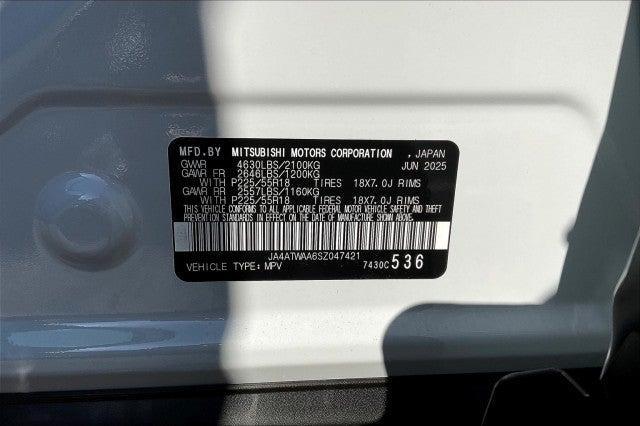 MFD.BY MITSUBISHI MOTORS CORPORATION , JAPAN
GVWR 4630LBS/2100KG JUN 2025
GAWR FR 2646LBS/1200KG
WITH P225/55R18 TIRES 18X7.0J RIMS
GAWR RR 2557LBS/1160KG
WITH P225/55R18 TIRES 18X7.0J RIMS
THIS VEHICLE CONFORMS TO ALL APPLICABLE FEDERAL MOTOR VEHICLE SAFETY AND THEFT
PREVENTION STANDARDS IN EFFECT ON THE DATE OF MANUFACTURE SHOWN ABOVE.
JA4ATWAA6SZ047421
VEHICLE TYPE: MPV 7430C 536